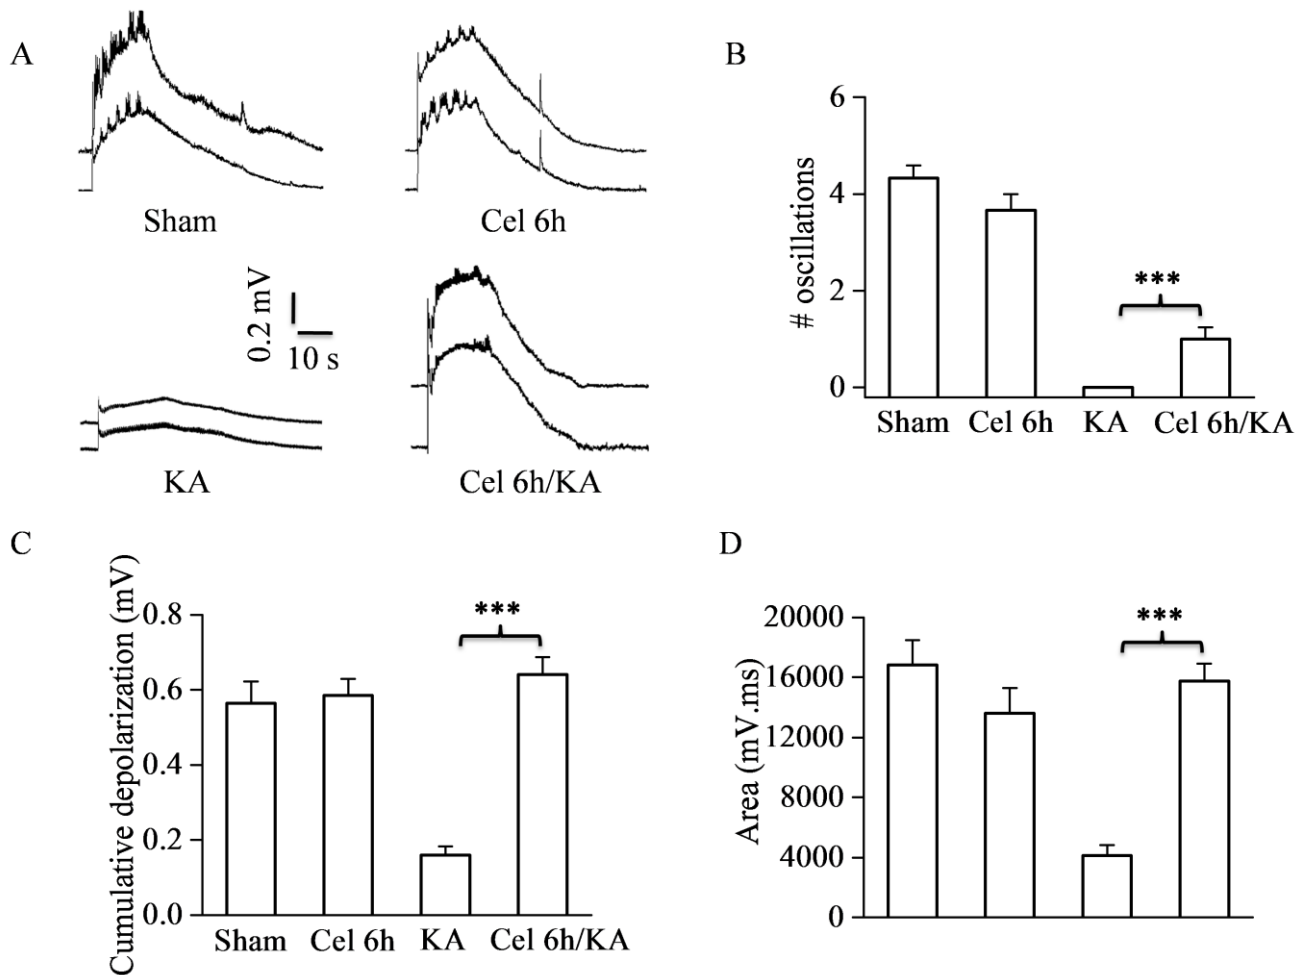 A
Sham
Cel 6h
0.2 mV
10 s
KA
Cel 6h/KA
B
# oscillations
6
4
2
0
***
Sham
Cel 6h
KA
Cel 6h/KA
C
Cumulative depolarization (mV)
0.8
0.6
0.4
0.2
0.0
***
Sham
Cel 6h
KA
Cel 6h/KA
D
Area (mV.ms)
20000
16000
12000
8000
4000
0
***